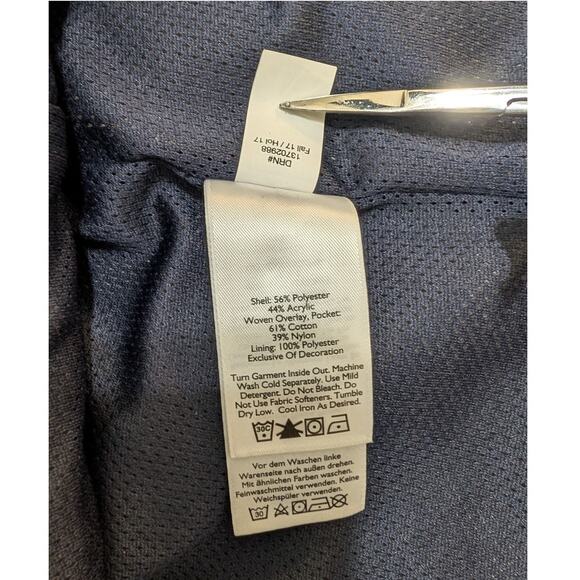 DRN#
13702988
Fall 17 / Hol 17
Shell: 56% Polyester
44% Acrylic
Woven Overlay, Pocket:
61% Cotton
39% Nylon
Lining: 100% Polyester
Exclusive Of Decoration
Turn Garment Inside Out. Machine
Wash Cold Separately. Use Mild
Detergent. Do Not Bleach. Do
Not Use Fabric Softeners. Tumble
Dry Low. Cool Iron As Desired.
30C
Vor dem Waschen linke
Warenseite nach außen drehen.
Mit ähnlichen Farben waschen.
Feinwaschmittel verwenden. Keine
Weichspüler verwenden.
30